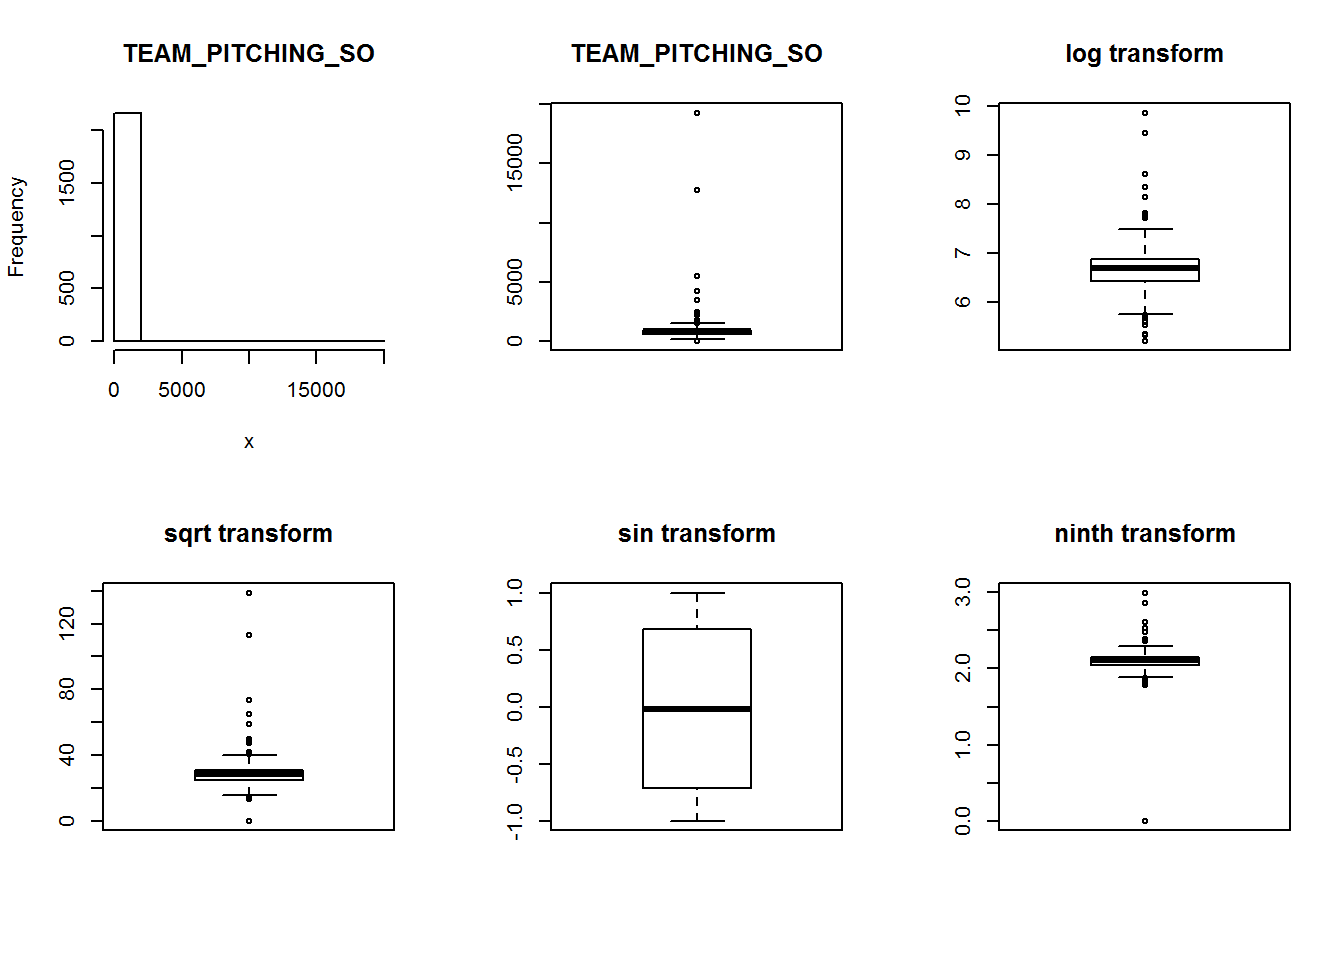 TEAM_PITCHING_SO
Frequency
1500
500
0
0 5000 15000
x
TEAM_PITCHING_SO
15000
5000
0
log transform
10
9
8
7
6
sqrt transform
120
80
40
0
sin transform
1.0
0.5
0.0
-0.5
-1.0
ninth transform
3.0
2.0
1.0
0.0